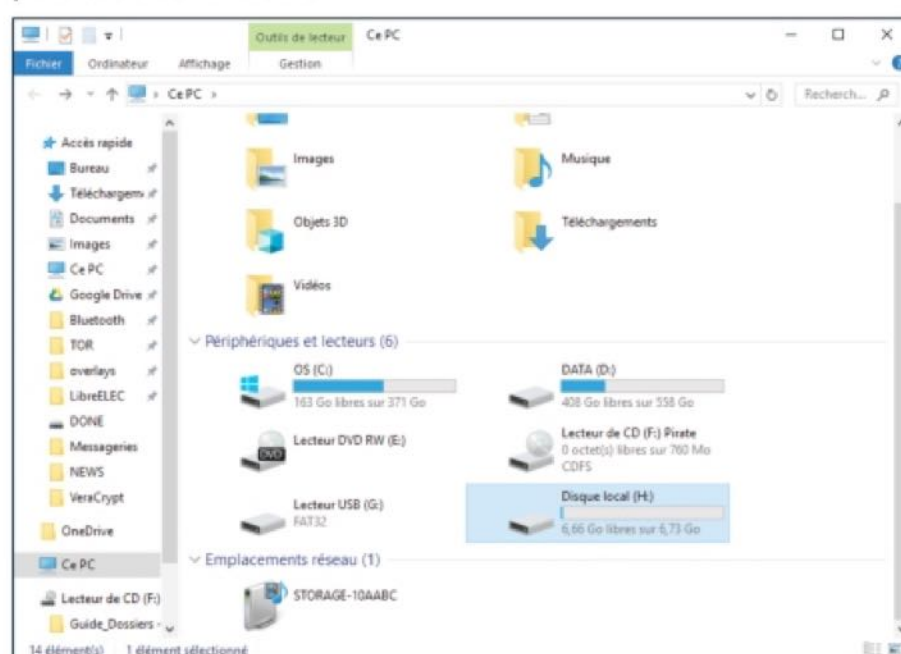 Outils de lecteur Ce PC
Fichier Ordinateur Affichage Gestion
Ce PC Recherch...
Accès rapide
Bureau
Téléchargem
Documents
Images
Ce PC
Google Drive
Bluetooth
TOR
overlays
LibreELEC
DONE
Messageries
NEWS
VeraCrypt
OneDrive
Ce PC
Lecteur de CD (F:)
Guide_Dossiers -
Images
Musique
Objets 3D
Téléchargements
Vidéos
Périphériques et lecteurs (6)
OS (C:)
163 Go libres sur 371 Go
DATA (D:)
408 Go libres sur 558 Go
Lecteur DVD RW (E:)
DVD
Lecteur de CD (F:) Pirate
0 octet(s) libres sur 760 Mo
CDFS
Lecteur USB (G:)
FAT32
Disque local (H:)
6,66 Go libres sur 6,73 Go
Emplacements réseau (1)
STORAGE-10AABC
14 élément(s) 1 élément sélectionné